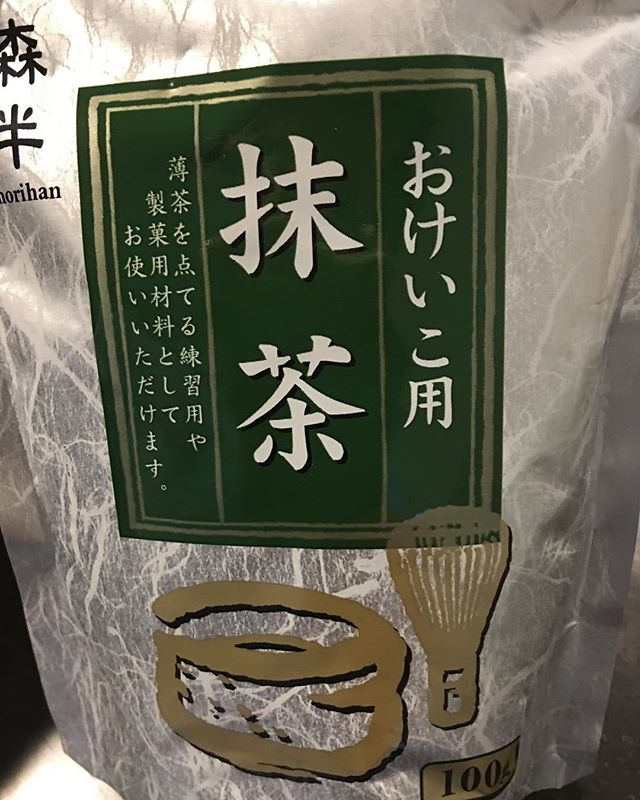 森半
morihan
おけいこ用
抹茶
薄茶を点てる練習用や
製菓用材料として
お使いいただけます。
100g